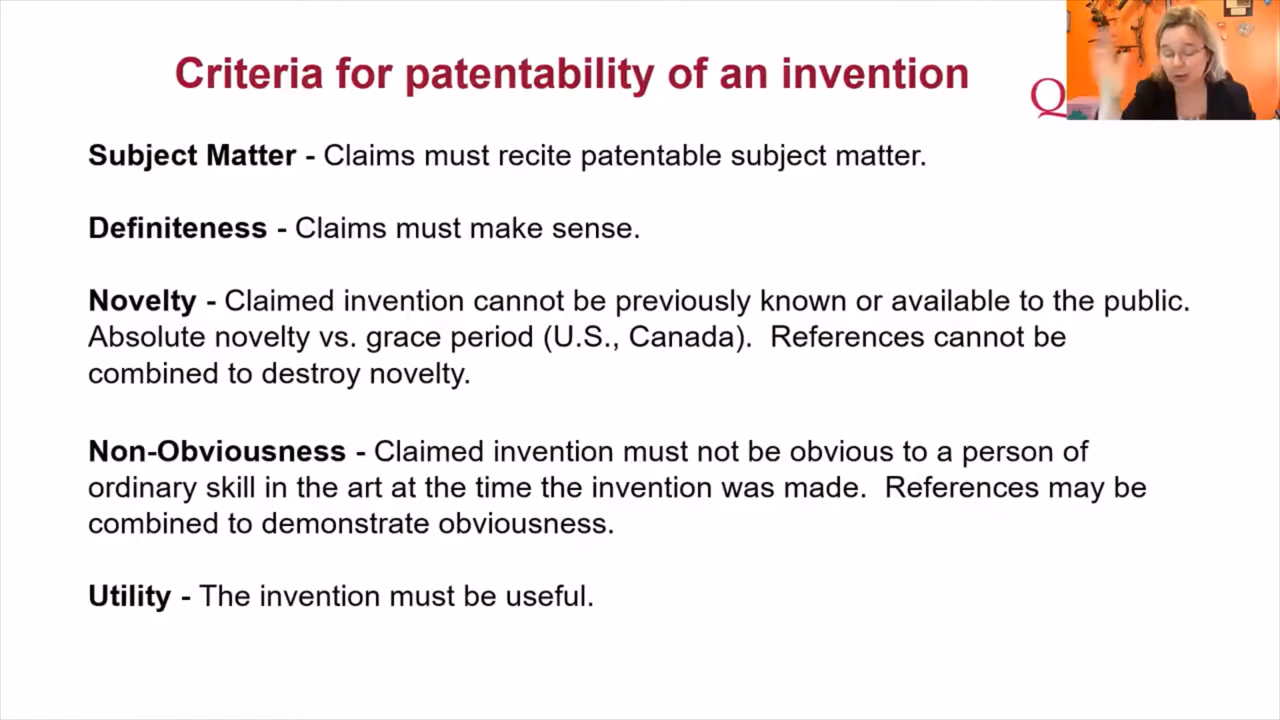 Criteria for patentability of an invention
Q
Subject Matter - Claims must recite patentable subject matter.
Definiteness - Claims must make sense.
Novelty - Claimed invention cannot be previously known or available to the public.
Absolute novelty vs. grace period (U.S., Canada).  References cannot be
combined to destroy novelty.
Non-Obviousness - Claimed invention must not be obvious to a person of
ordinary skill in the art at the time the invention was made.  References may be
combined to demonstrate obviousness.
Utility - The invention must be useful.